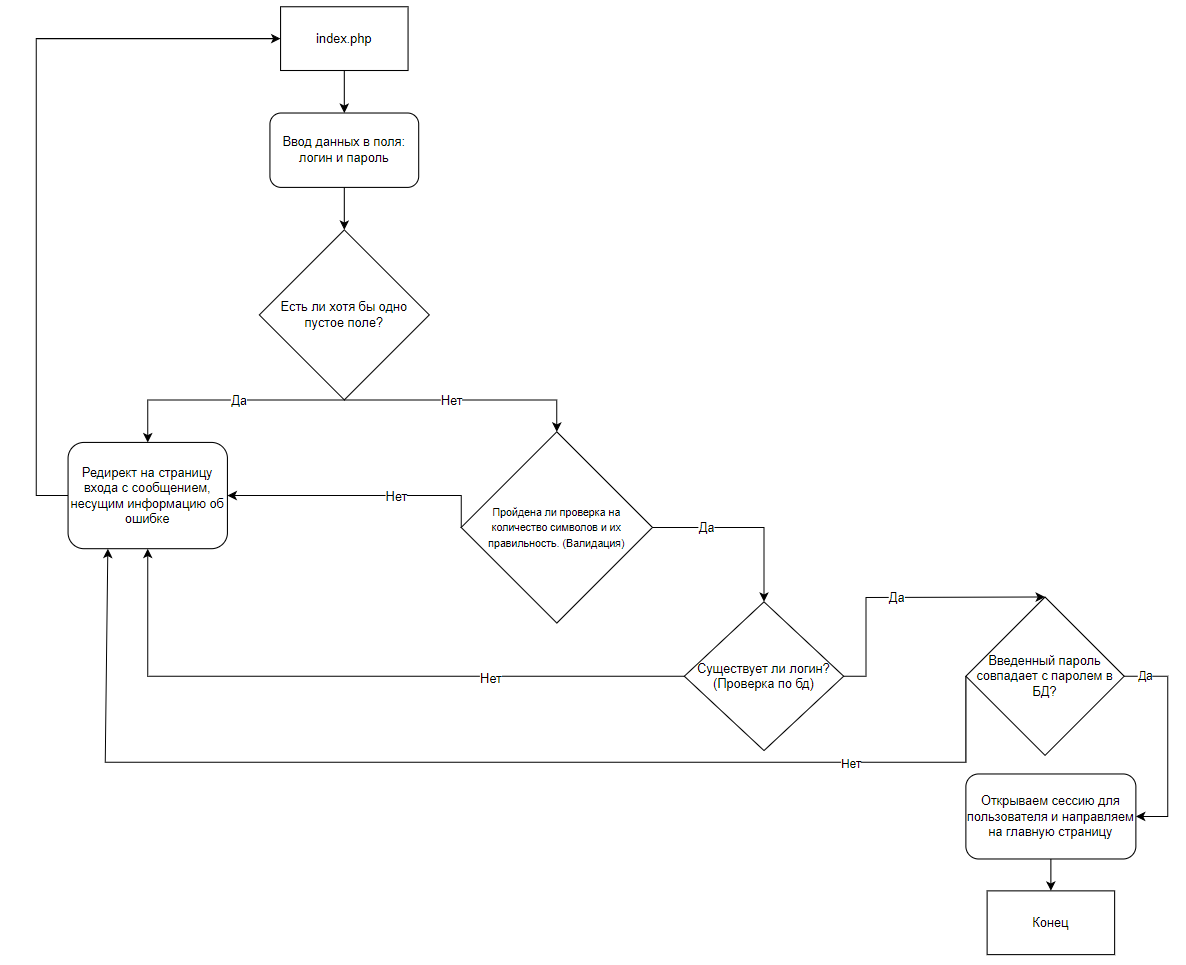 index.php
Ввод данных в поля:
логин и пароль
Есть ли хотя бы одно
пустое поле?
Да
Нет
Редирект на страницу
входа с сообщением,
несущим информацию об
ошибке
Нет
Пройдена ли проверка на
количество символов и их
правильность. (Валидация)
Да
Да
Существует ли логин?
(Проверка по бд)
Нет
Введенный пароль
совпадает с паролем в
БД?
Да
Нет
Открываем сессию для
пользователя и направляем
на главную страницу
Конец